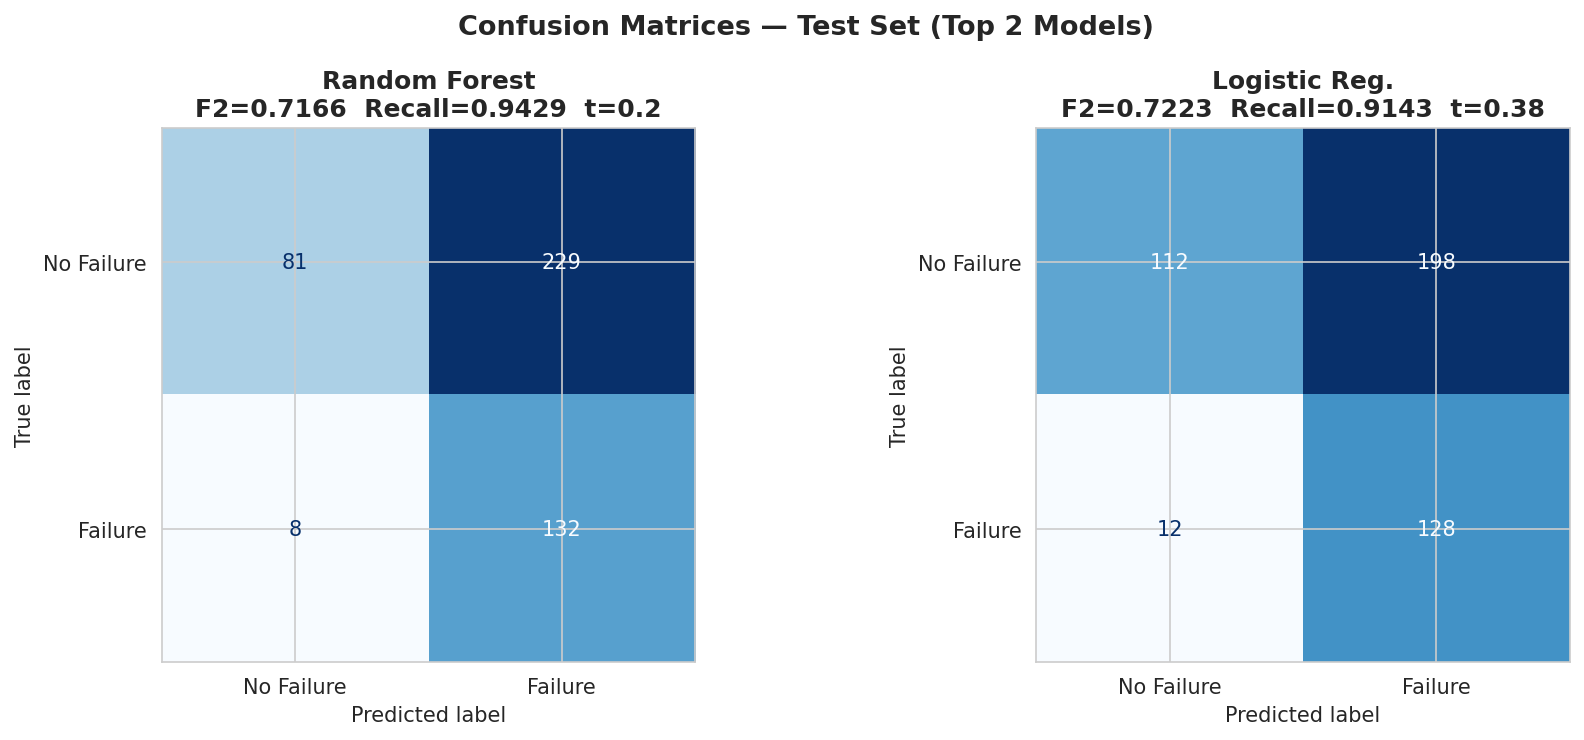 Confusion Matrices — Test Set (Top 2 Models)
Random Forest
F2=0.7166  Recall=0.9429  t=0.2
True label
No Failure
81
229
Failure
8
132
No Failure
Failure
Predicted label
Logistic Reg.
F2=0.7223  Recall=0.9143  t=0.38
True label
No Failure
112
198
Failure
12
128
No Failure
Failure
Predicted label